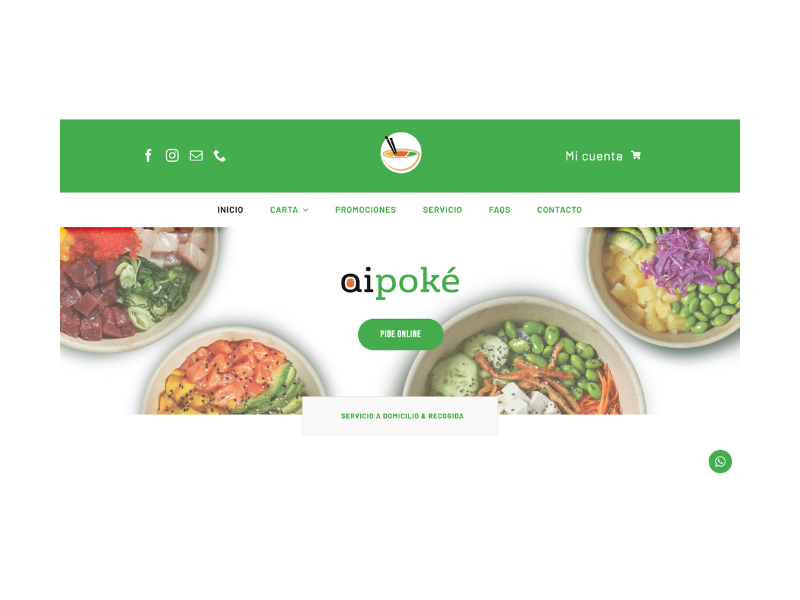 Mi cuenta
INICIO CARTA PROMOCIONES SERVICIO FAQS CONTACTO
aipoké
PIDE ONLINE
SERVICIO A DOMICILIO & RECOGIDA